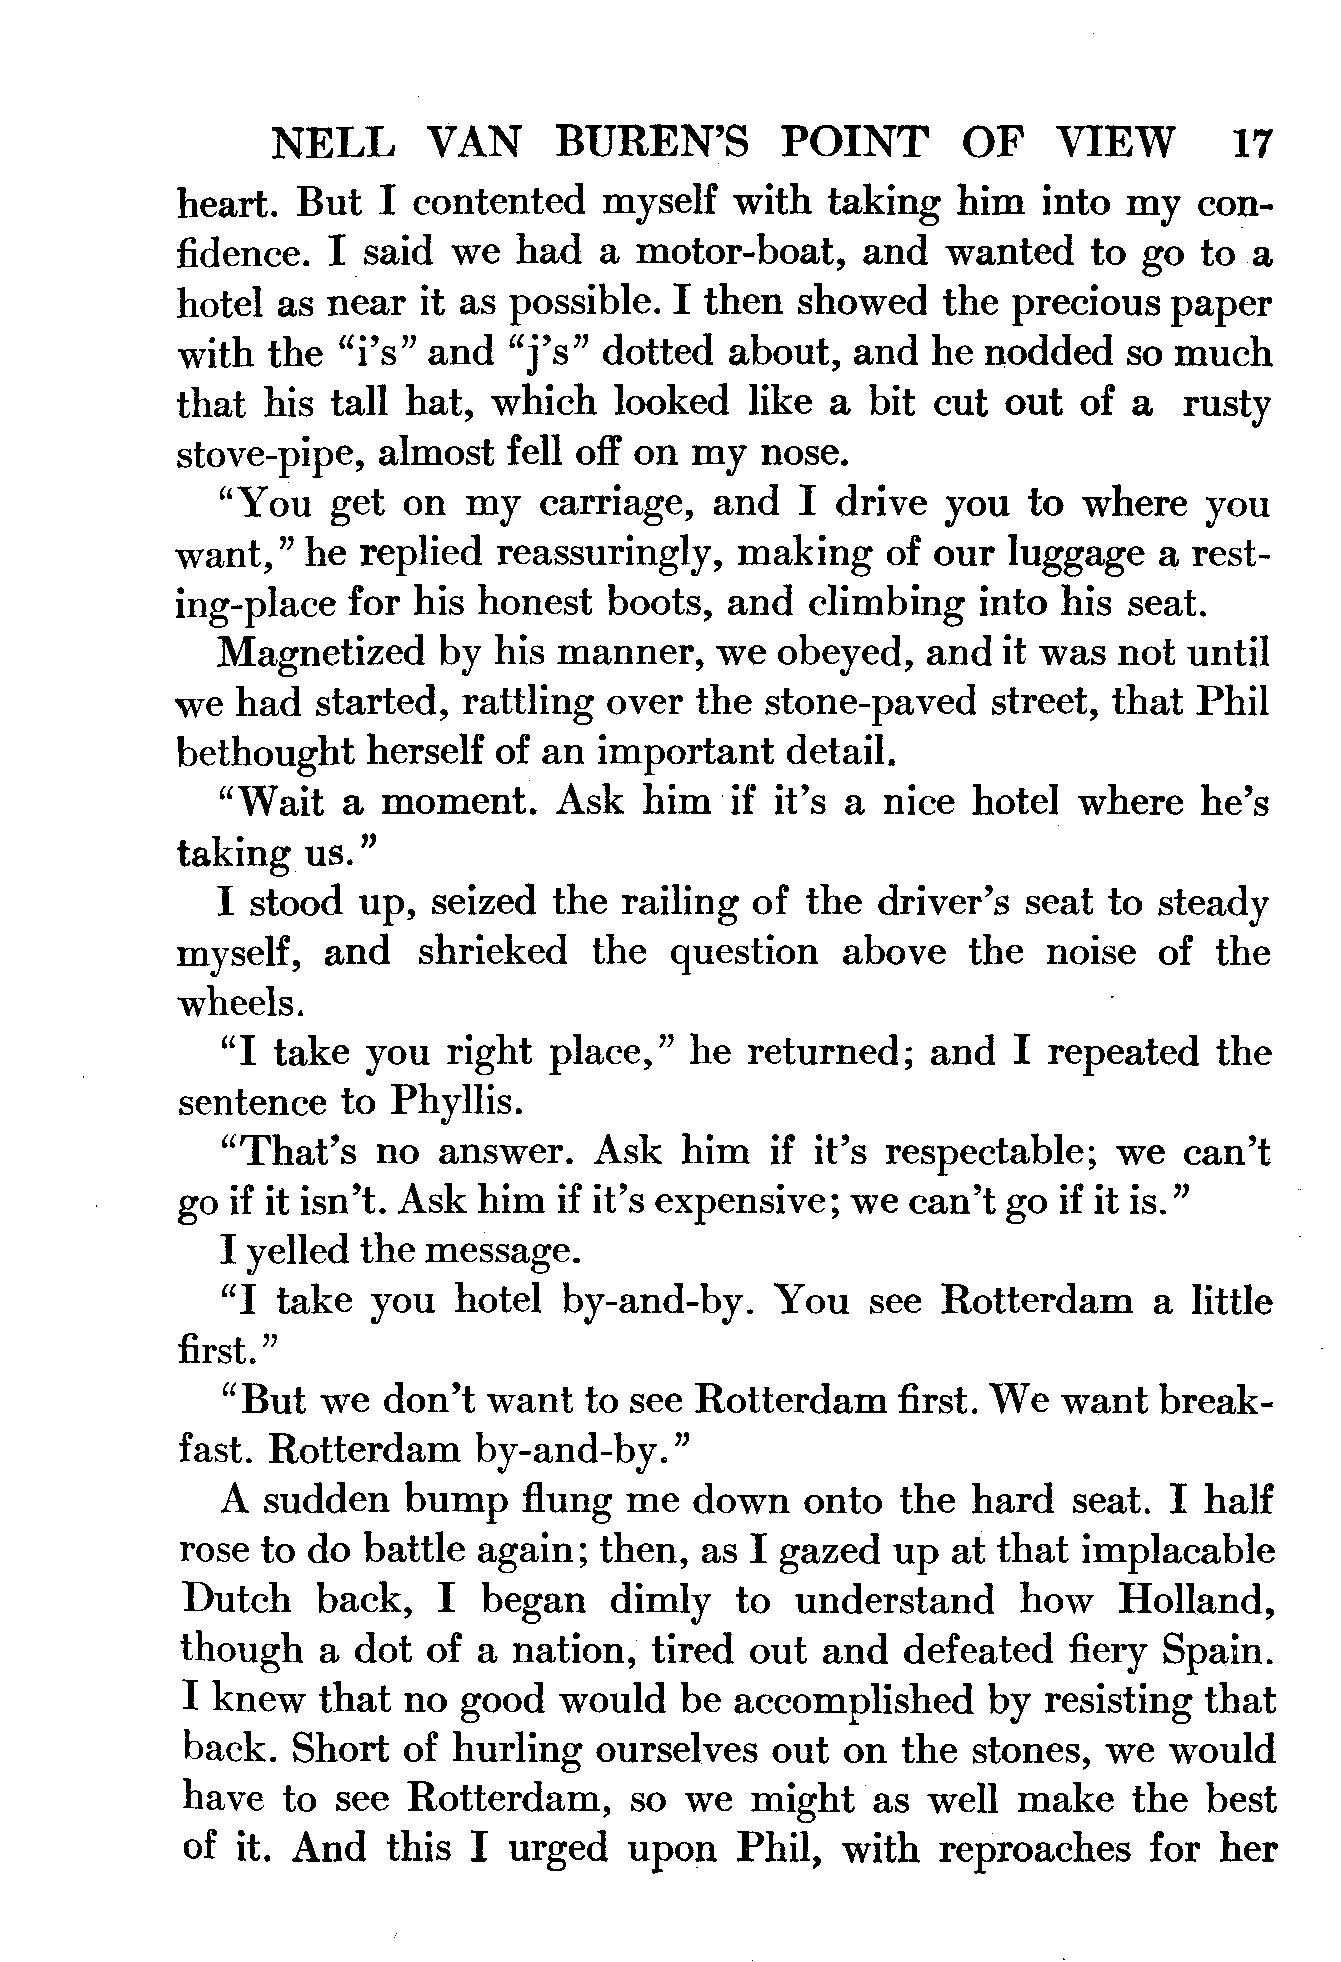 NELL VAN BUREN'S POINT OF VIEW 17
heart. But I contented myself with taking him into my con-
fidence. I said we had a motor-boat, and wanted to go to a
hotel as near it as possible. I then showed the precious paper
with the “i's” and “j's” dotted about, and he nodded so much
that his tall hat, which looked like a bit cut out of a rusty
stove-pipe, almost fell off on my nose.
“You get on my carriage, and I drive you to where you
want,” he replied reassuringly, making of our luggage a rest-
ing-place for his honest boots, and climbing into his seat.
Magnetized by his manner, we obeyed, and it was not until
we had started, rattling over the stone-paved street, that Phil
bethought herself of an important detail.
“Wait a moment. Ask him if it's a nice hotel where he's
taking us.”
I stood up, seized the railing of the driver's seat to steady
myself, and shrieked the question above the noise of the
wheels.
“I take you right place,” he returned; and I repeated the
sentence to Phyllis.
“That's no answer. Ask him if it's respectable; we can't
go if it isn't. Ask him if it's expensive; we can't go if it is.”
I yelled the message.
“I take you hotel by-and-by. You see Rotterdam a little
first.”
“But we don't want to see Rotterdam first. We want break-
fast. Rotterdam by-and-by.”
A sudden bump flung me down onto the hard seat. I half
rose to do battle again; then, as I gazed up at that implacable
Dutch back, I began dimly to understand how Holland,
though a dot of a nation, tired out and defeated fiery Spain.
I knew that no good would be accomplished by resisting that
back. Short of hurling ourselves out on the stones, we would
have to see Rotterdam, so we might as well make the best
of it. And this I urged upon Phil, with reproaches for her